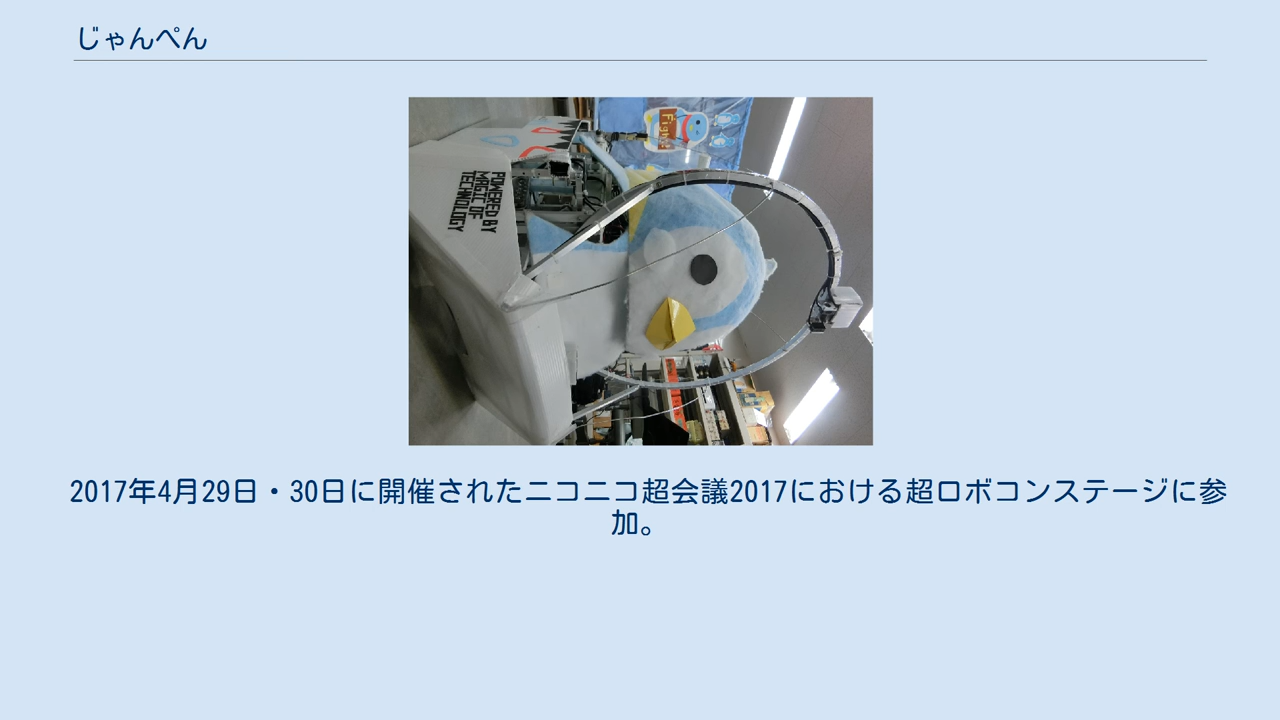 じゃんぺん
Fight!
POWERED BY
MAGIC OF
TECHNOLOGY
2017年4月29日・30日に開催されたニコニコ超会議2017における超ロボコンステージに参
加。